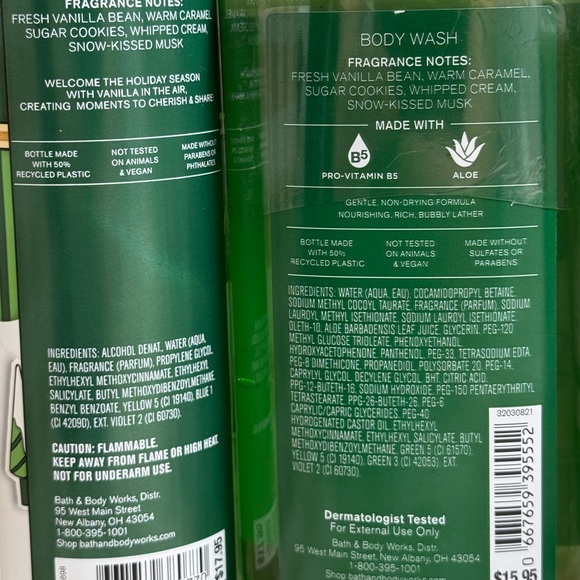 FRAGRANCE NOTES:
FRESH VANILLA BEAN, WARM CARAMEL,
SUGAR COOKIES, WHIPPED CREAM,
SNOW-KISSED MUSK
WELCOME THE HOLIDAY SEASON
WITH VANILLA IN THE AIR,
CREATING MOMENTS TO CHERISH & SHARE!
BOTTLE MADE
WITH 50%
RECYCLED PLASTIC
NOT TESTED
ON ANIMALS
& VEGAN
MADE WITHOUT
PARABENS OR
PHTHALATES
INGREDIENTS: ALCOHOL DENAT., WATER (AQUA,
EAU), FRAGRANCE (PARFUM), PROPYLENE GLYCOL,
ETHYLHEXYL METHOXYCINNAMATE, ETHYLHEXYL
SALICYLATE, BUTYL METHOXYDIBENZOYLMETHANE,
BENZYL BENZOATE, YELLOW 5 (CI 19140), BLUE 1
(CI 42090), EXT. VIOLET 2 (CI 60730).
CAUTION: FLAMMABLE.
KEEP AWAY FROM FLAME OR HIGH HEAT.
NOT FOR UNDERARM USE.
Bath & Body Works, Distr.
95 West Main Street
New Albany, OH 43054
1-800-395-1001
Shop bathandbodyworks.com
$17.95
BODY WASH
FRAGRANCE NOTES:
FRESH VANILLA BEAN, WARM CARAMEL,
SUGAR COOKIES, WHIPPED CREAM,
SNOW-KISSED MUSK
MADE WITH
B5
PRO-VITAMIN B5
ALOE
GENTLE, NON-DRYING FORMULA
NOURISHING, RICH, BUBBLY LATHER
BOTTLE MADE
WITH 50%
RECYCLED PLASTIC
NOT TESTED
ON ANIMALS
& VEGAN
MADE WITHOUT
SULFATES OR
PARABENS
INGREDIENTS: WATER (AQUA, EAU), COCAMIDOPROPYL BETAINE,
SODIUM METHYL COCOYL TAURATE, FRAGRANCE (PARFUM), SODIUM
LAUROYL METHYL ISETHIONATE, SODIUM LAUROYL ISETHIONATE,
OLETH-10, ALOE BARBADENSIS LEAF JUICE, GLYCERIN, PEG-120
METHYL GLUCOSE TRIOLEATE, PHENOXYETHANOL,
HYDROXYACETOPHENONE, PANTHENOL, PEG-33, TETRASODIUM EDTA,
PEG-8 DIMETHICONE, PROPANEDIOL, POLYSORBATE 20, PEG-14,
CAPRYLYL GLYCOL, DECYLENE GLYCOL, BHT, CITRIC ACID,
PPG-12-BUTETH-16, SODIUM HYDROXIDE, PEG-150 PENTAERYTHRITYL
TETRASTEARATE, PPG-26-BUTETH-26, PEG-6
CAPRYLIC/CAPRIC GLYCERIDES, PEG-40
HYDROGENATED CASTOR OIL, ETHYLHEXYL
METHOXYCINNAMATE, ETHYLHEXYL SALICYLATE, BUTYL
METHOXYDIBENZOYLMETHANE, GREEN 5 (CI 61570),
YELLOW 5 (CI 19140), GREEN 3 (CI 42053), EXT.
VIOLET 2 (CI 60730).
32030821
0 667659 395552
$15.95
Dermatologist Tested
For External Use Only
Bath & Body Works, Distr.
95 West Main Street
New Albany, OH 43054
1-800-395-1001
Shop bathandbodyworks.com